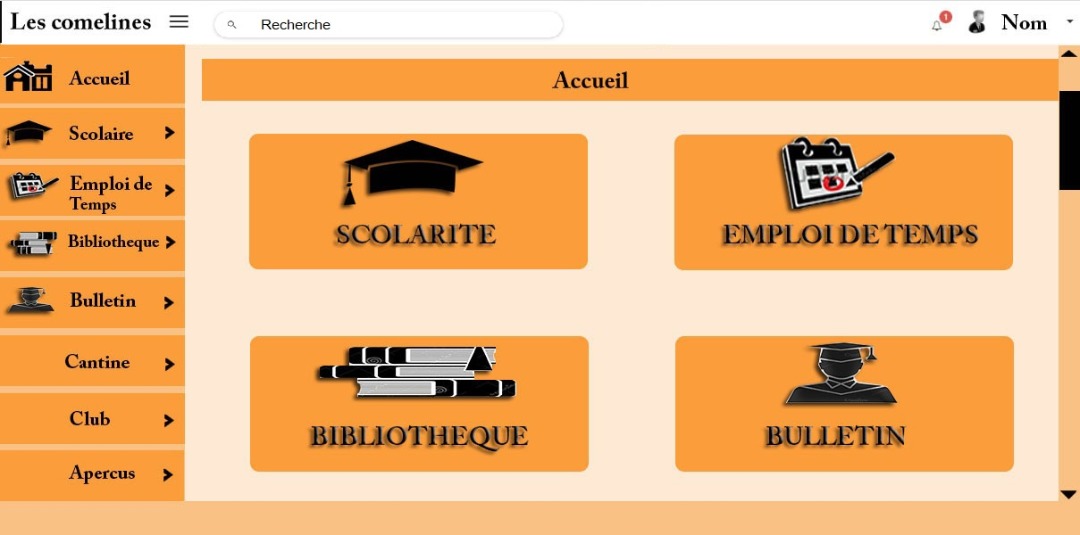 Les comelines
Recherche
1
Nom
Accueil
Scolaire
Emploi de
Temps
Bibliotheque
Bulletin
Cantine
Club
Apercus
Accueil
SCOLARITE
EMPLOI DE TEMPS
BIBLIOTHEQUE
BULLETIN